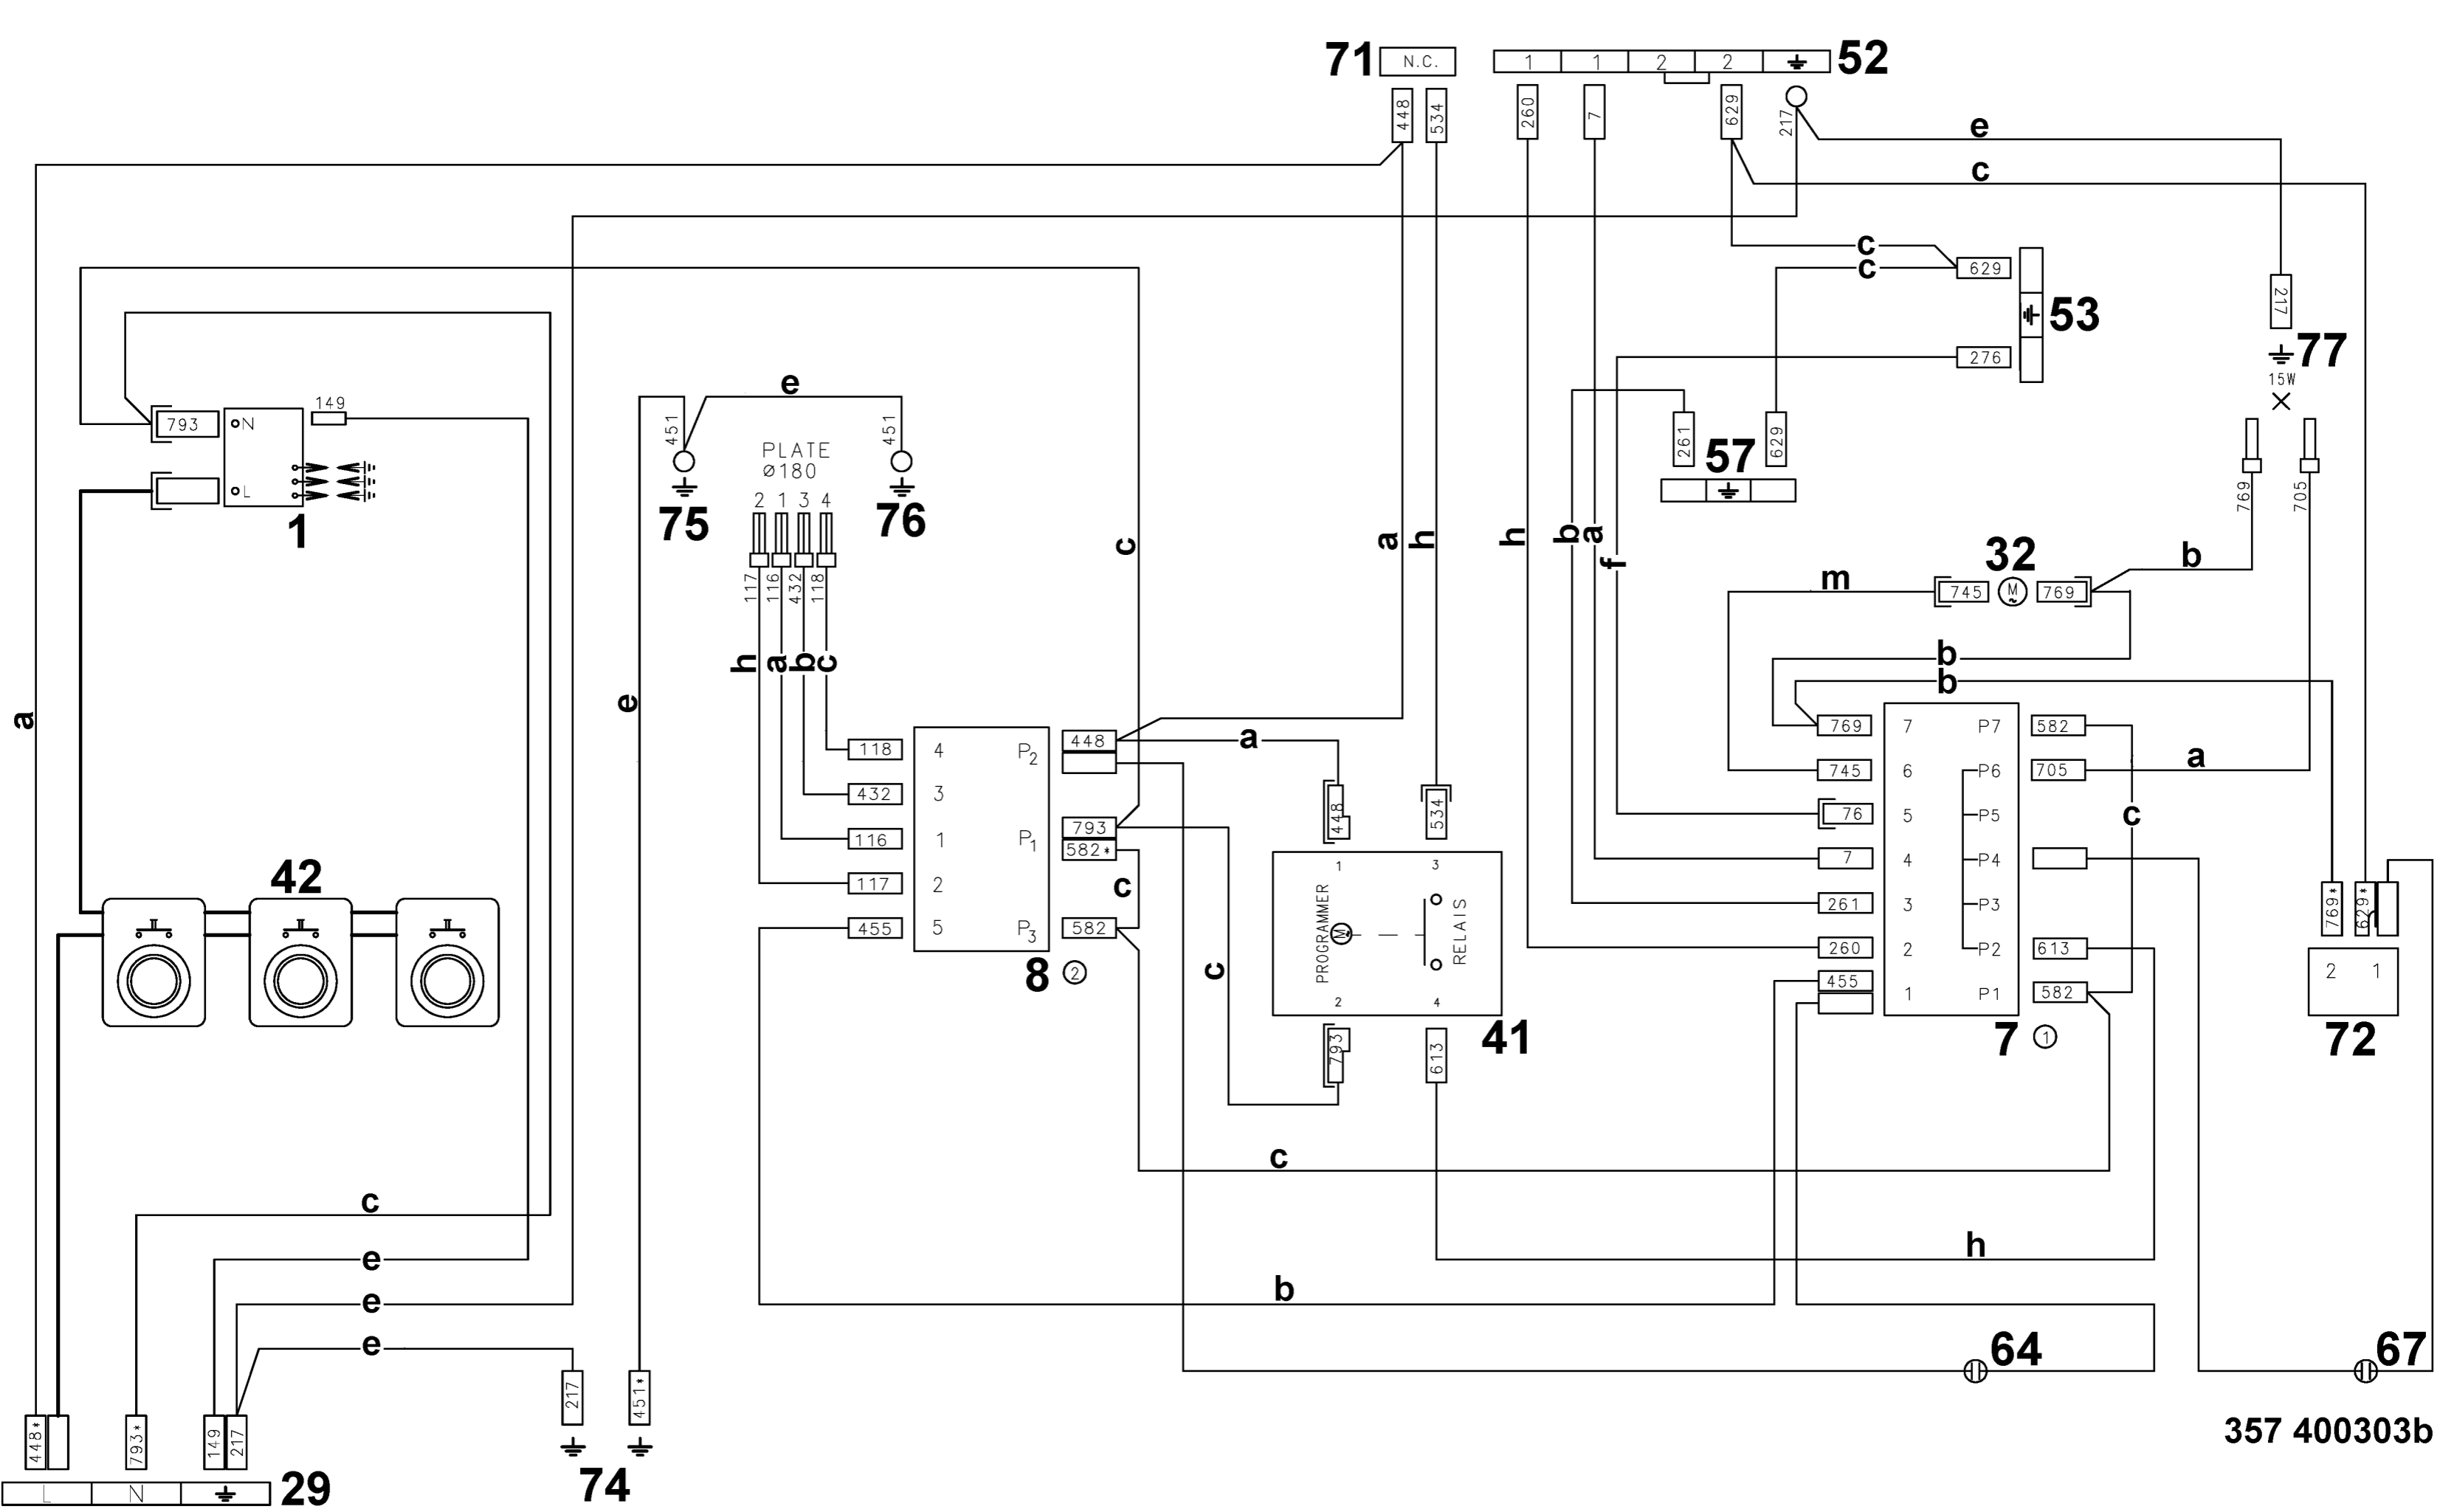 71 N.C.
1 1 2 2 52
448 534 260 7 629 217
e
c
c
c
629
53
276
217
77
15W
769 705
a
793 N
149
L
1
e
451 451
75 76
PLATE
ø180
2 1 3 4
117 116 432 118
h a b c
e
c
a h
h b a f
261 57 629
32
m 745 M 769 b
b
b
42
118 4 P2 448
432 3
116 1 P1 793
582*
117 2
455 5 P3 582
8 2
c
c
a
448 534
1 3
PROGRAMMER M RELAIS
2 4
41
793 613
769 7 P7 582
745 6 P6 705 a
76 5 P5 c
7 4 P4
261 3 P3
260 2 P2 613
455
1 P1 582
7 1
769* 629*
2 1
72
c
c
e
e
e
h
b
64
67
448* 793* 149 217
217 451*
74
L N 29
357 400303b